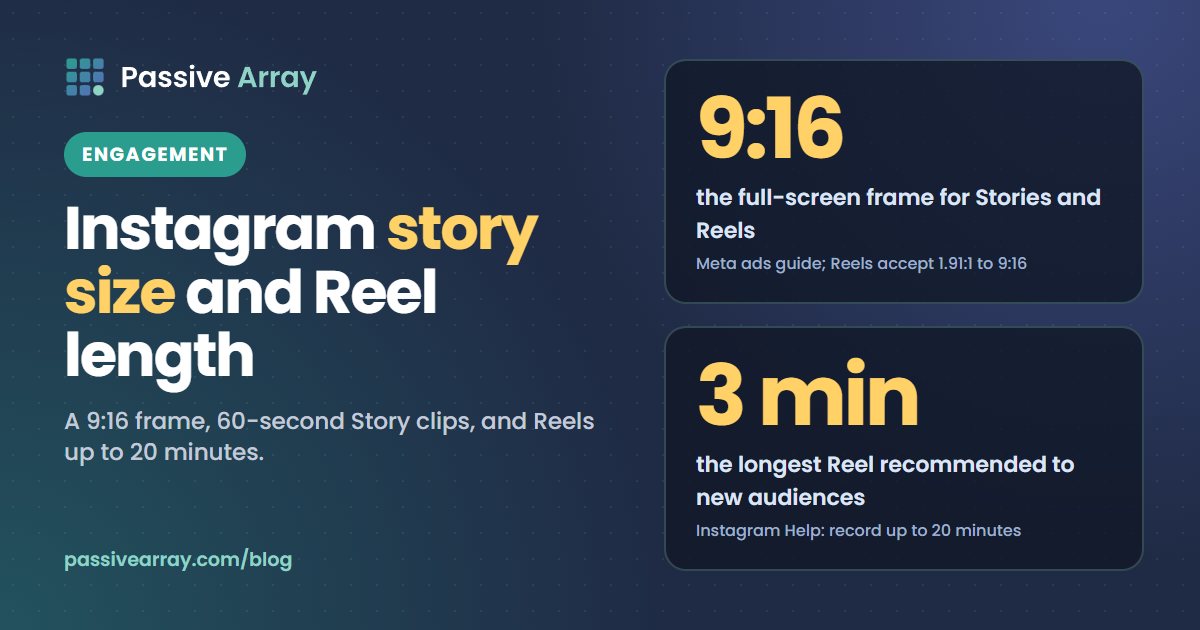 Passive Array
ENGAGEMENT
Instagram story
size and Reel
length
A 9:16 frame, 60-second Story clips, and Reels
up to 20 minutes.
passivearray.com/blog
9:16
the full-screen frame for Stories and
Reels
Meta ads guide; Reels accept 1.91:1 to 9:16
3 min
the longest Reel recommended to
new audiences
Instagram Help: record up to 20 minutes